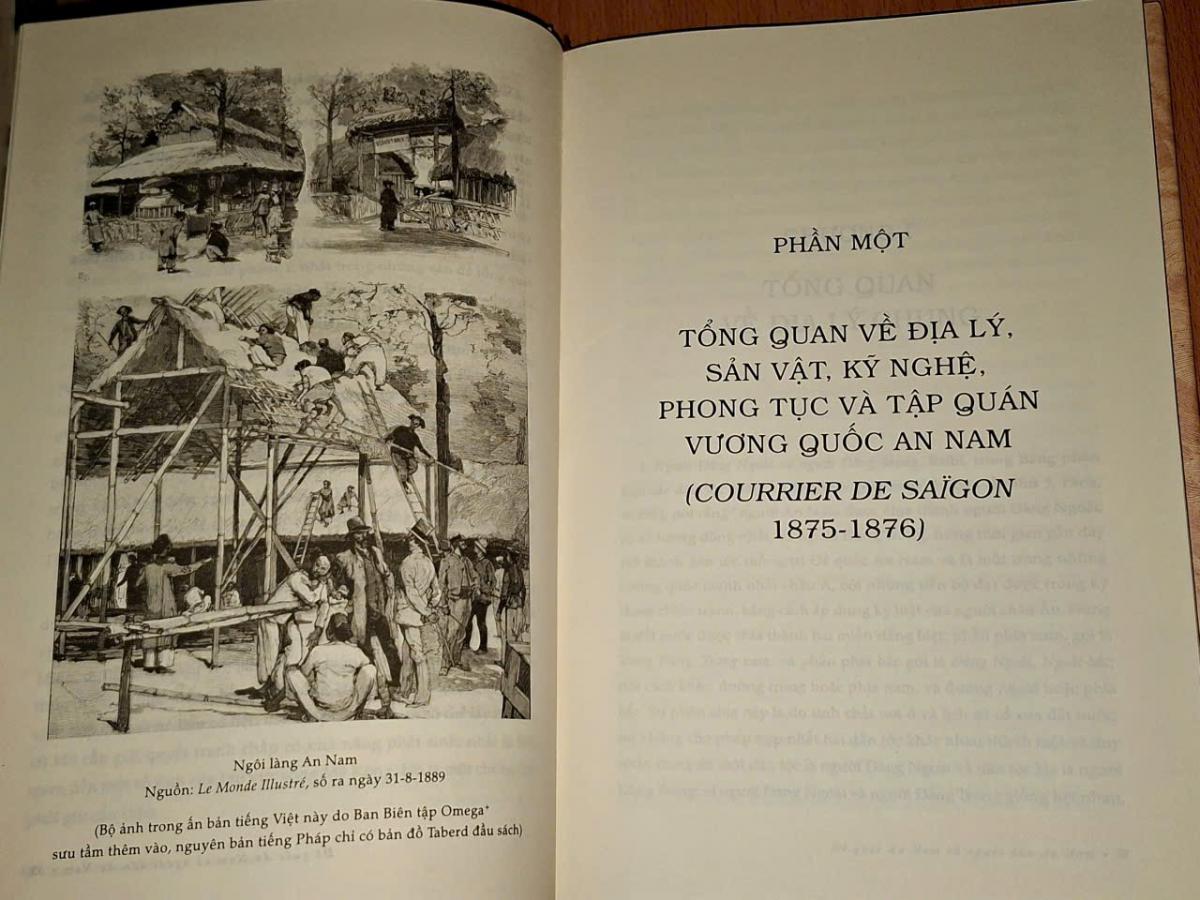 Ngôi làng An Nam
Nguồn: Le Monde Illustré, số ra ngày 31-8-1889
(Bộ ảnh trong ấn bản tiếng Việt này do Ban Biên tập Omega+
sưu tầm thêm vào, nguyên bản tiếng Pháp chỉ có bản đồ Taberd đầu sách)
PHẦN MỘT
TỔNG QUAN VỀ ĐỊA LÝ,
SẢN VẬT, KỸ NGHỆ,
PHONG TỤC VÀ TẬP QUÁN
VƯƠNG QUỐC AN NAM
(COURRIER DE SAÏGON
1875-1876)